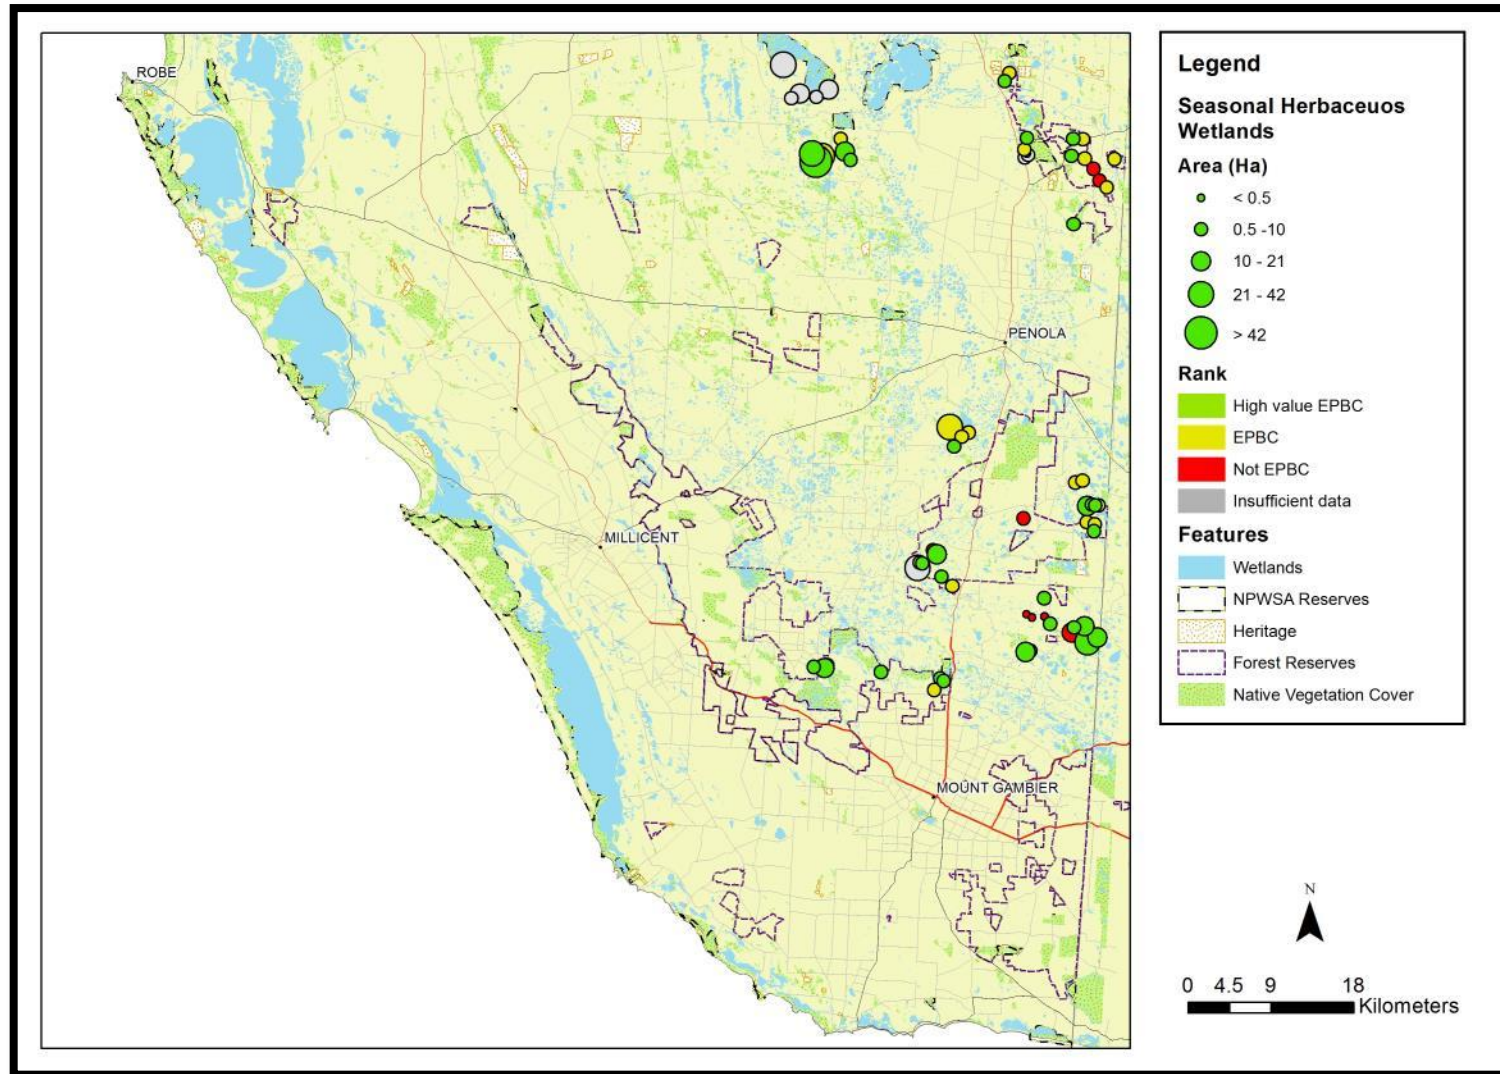 ROBE
PENOLA
MILLICENT
MOUNT GAMBIER
Legend
Seasonal Herbaceuos
Wetlands
Area (Ha)
< 0.5
0.5 -10
10 - 21
21 - 42
> 42
Rank
High value EPBC
EPBC
Not EPBC
Insufficient data
Features
Wetlands
NPWSA Reserves
Heritage
Forest Reserves
Native Vegetation Cover
N
0 4.5 9 18
Kilometers